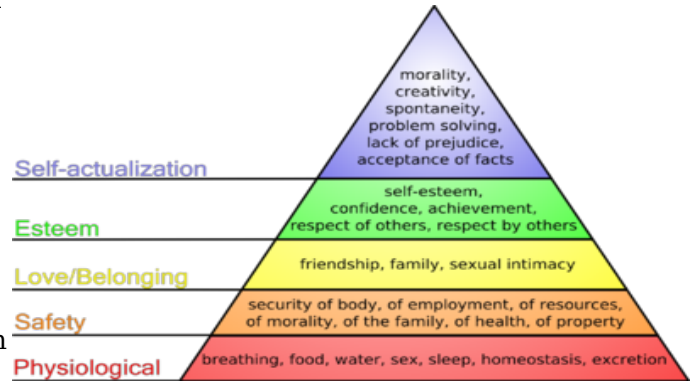 morality,
creativity,
spontaneity,
problem solving,
lack of prejudice,
acceptance of facts
Self-actualization
self-esteem,
confidence, achievement,
respect of others, respect by others
Esteem
friendship, family, sexual intimacy
Love/Belonging
security of body, of employment, of resources,
of morality, of the family, of health, of property
Safety
breathing, food, water, sex, sleep, homeostasis, excretion
Physiological